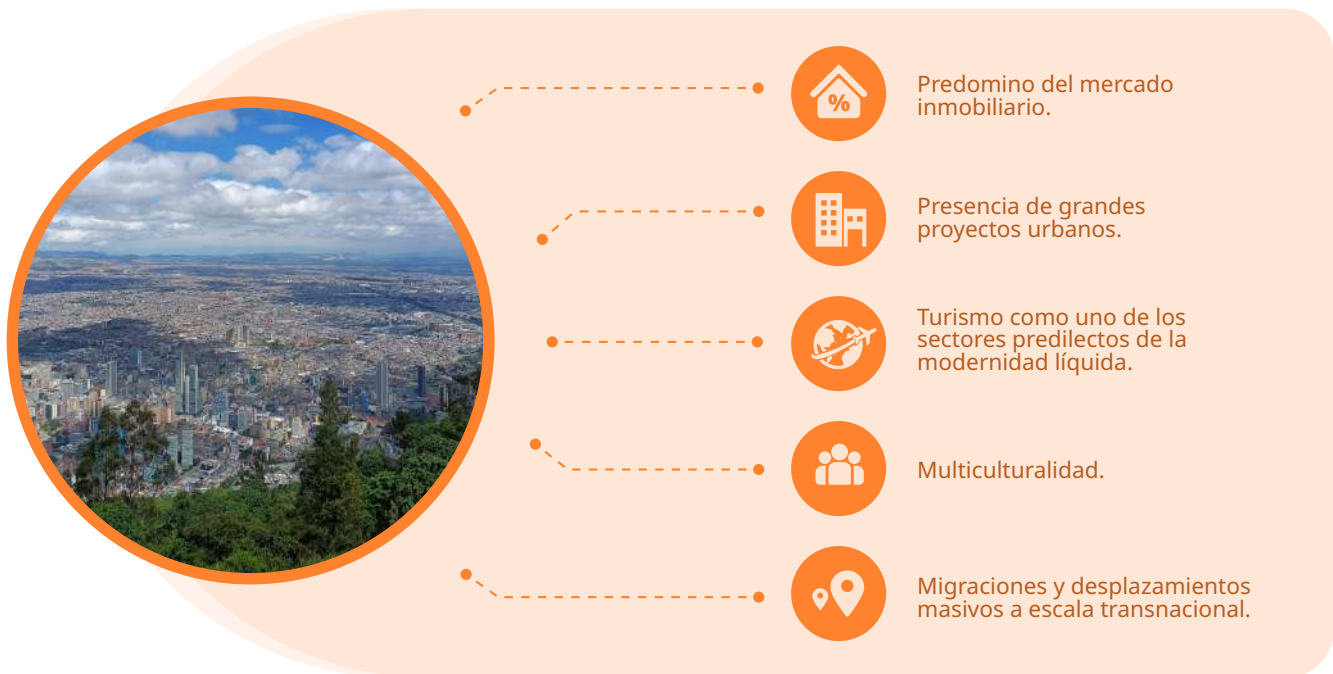 %
Predomino del mercado
inmobiliario.
Presencia de grandes
proyectos urbanos.
Turismo como uno de los
sectores predilectos de la
modernidad líquida.
Multiculturalidad.
Migraciones y desplazamientos
masivos a escala transnacional.